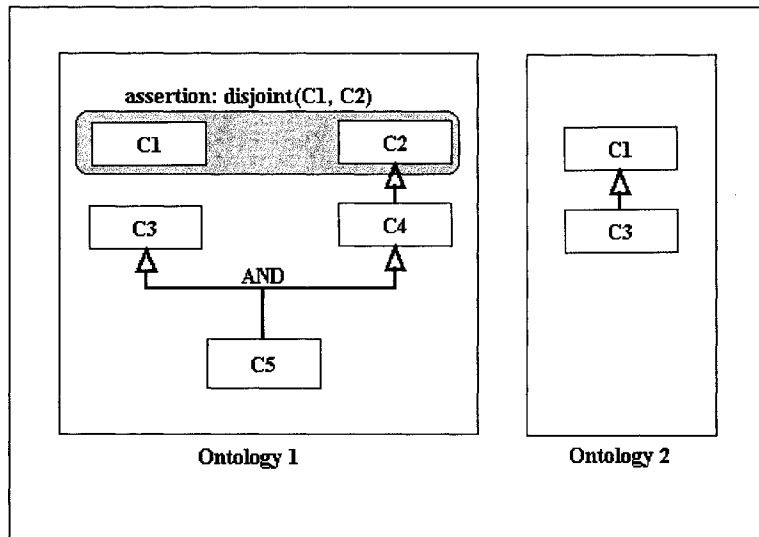 assertion: disjoint(C1, C2)
C1
C2
C1
C3
C4
C3
AND
C5
Ontology 1
Ontology 2